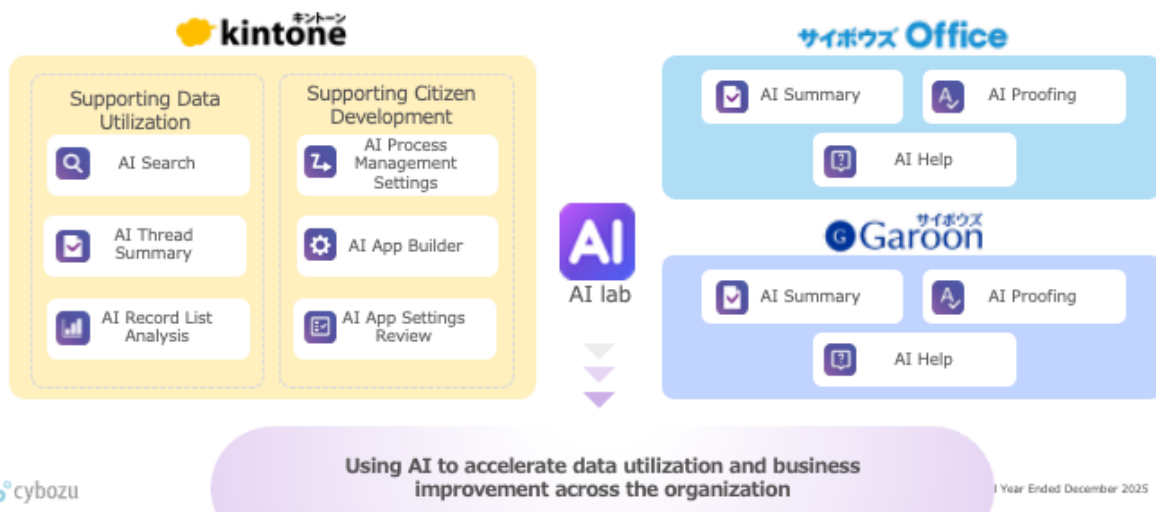 キントーン
kintone
Supporting Data
Utilization
AI Search
AI Thread
Summary
AI Record List
Analysis
Supporting Citizen
Development
AI Process
Management
Settings
AI App Builder
AI App Settings
Review
AI
AI lab
サイボウズ Office
AI Summary
AI Proofing
AI Help
サイボウズ
Garoon
AI Summary
AI Proofing
AI Help
Using AI to accelerate data utilization and business
improvement across the organization
cybozu
Year Ended December 2025